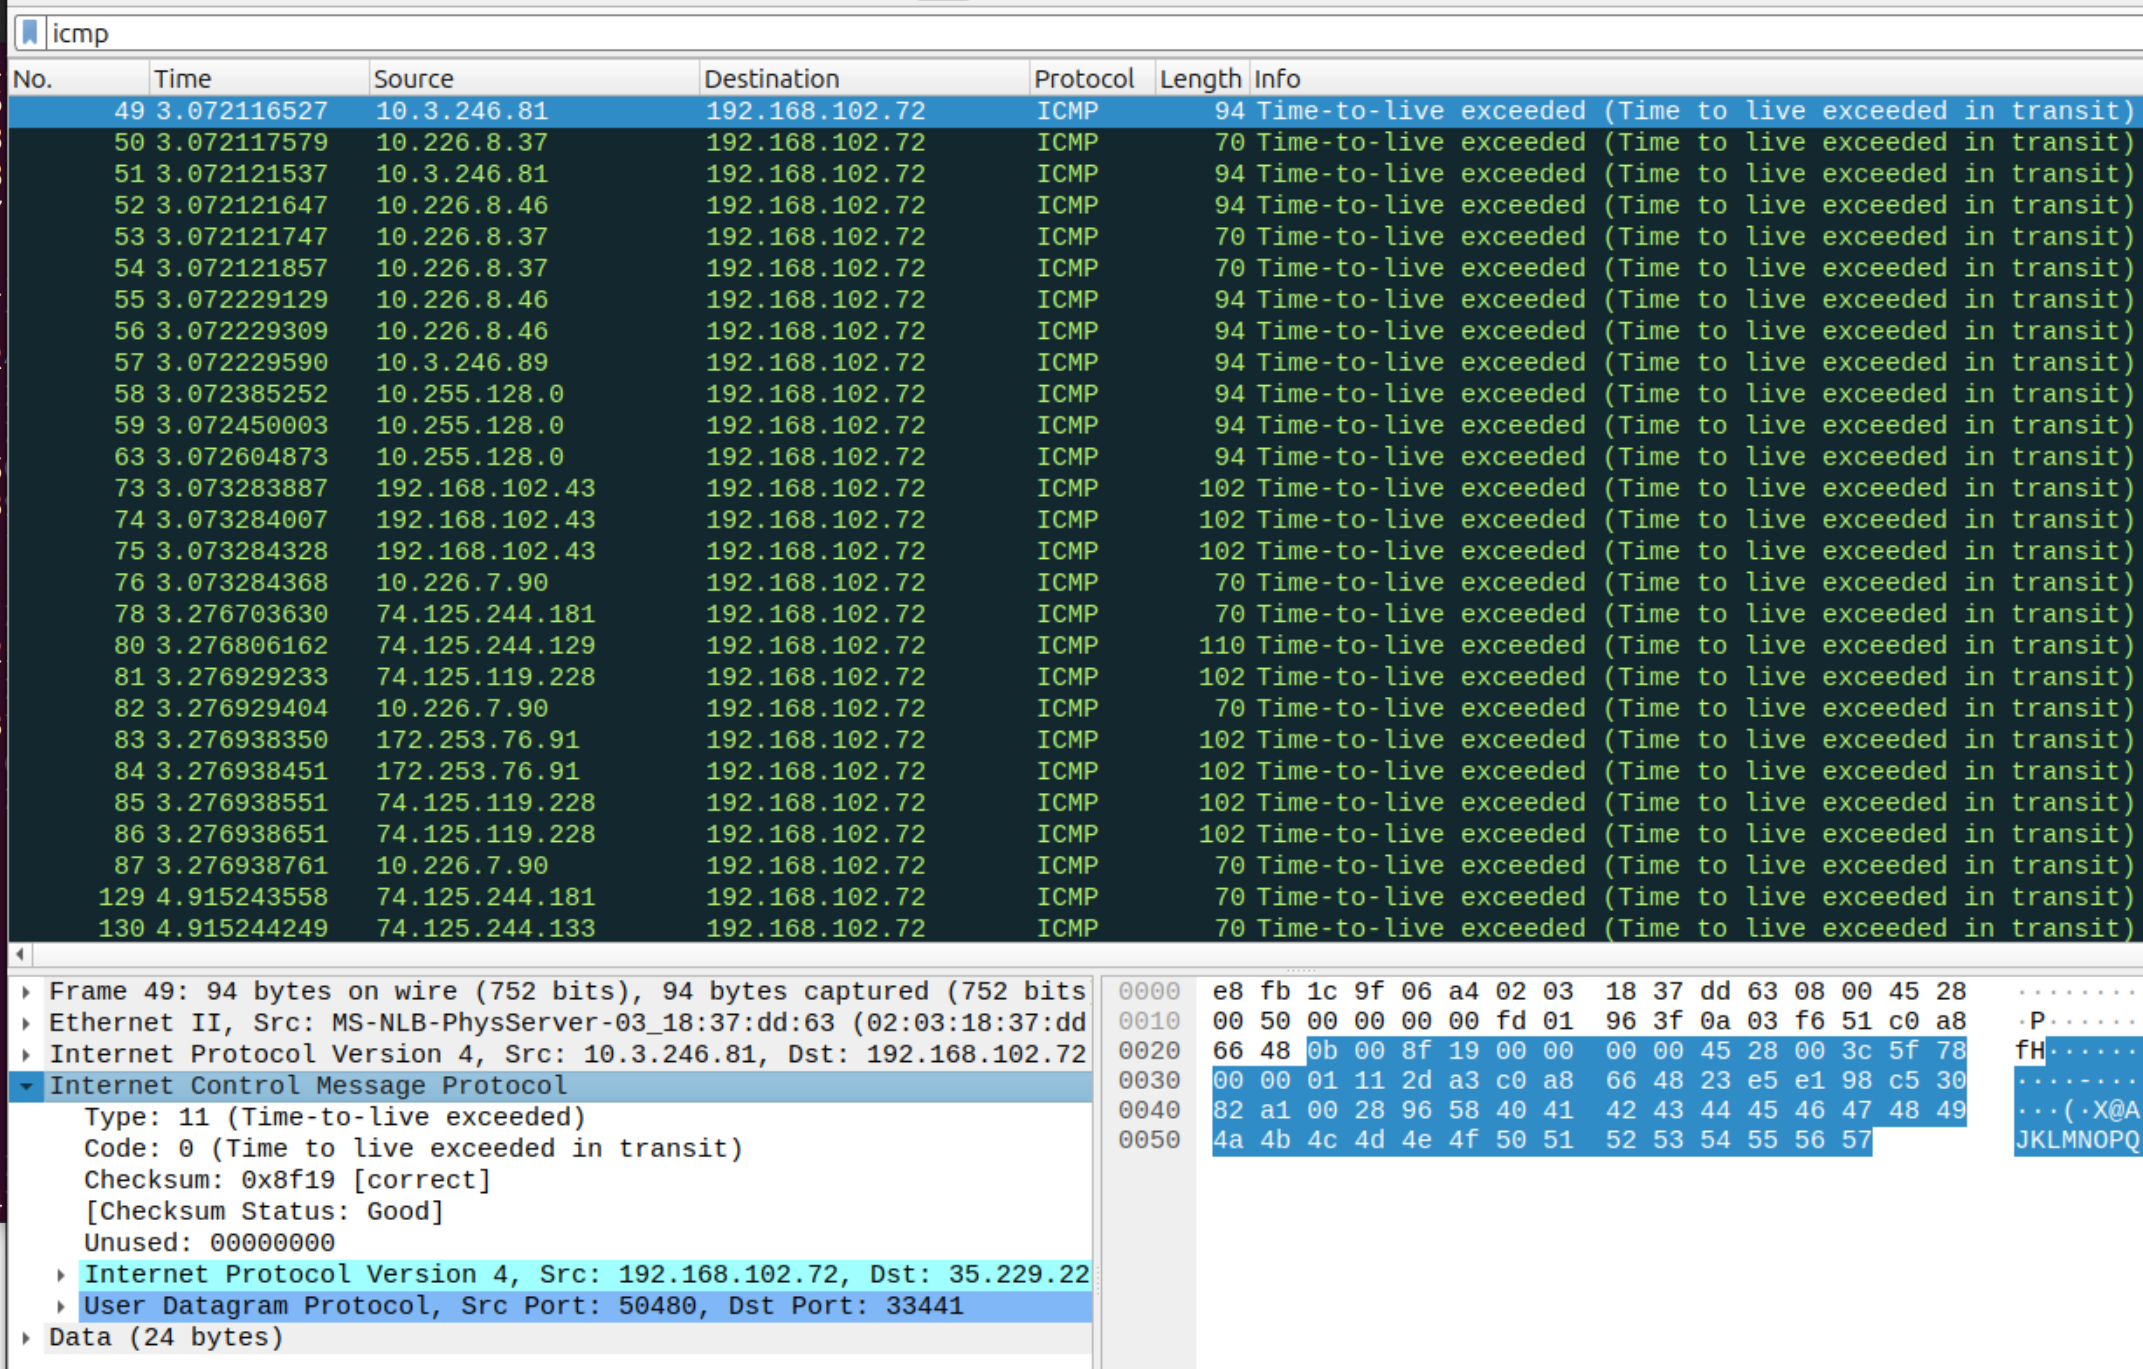 icmp
No. Time Source Destination Protocol Length Info
49 3.072116527 10.3.246.81 192.168.102.72 ICMP 94 Time-to-live exceeded (Time to live exceeded in transit)
50 3.072117579 10.226.8.37 192.168.102.72 ICMP 70 Time-to-live exceeded (Time to live exceeded in transit)
51 3.072121537 10.3.246.81 192.168.102.72 ICMP 94 Time-to-live exceeded (Time to live exceeded in transit)
52 3.072121647 10.226.8.46 192.168.102.72 ICMP 94 Time-to-live exceeded (Time to live exceeded in transit)
53 3.072121747 10.226.8.37 192.168.102.72 ICMP 70 Time-to-live exceeded (Time to live exceeded in transit)
54 3.072121857 10.226.8.37 192.168.102.72 ICMP 70 Time-to-live exceeded (Time to live exceeded in transit)
55 3.072229129 10.226.8.46 192.168.102.72 ICMP 94 Time-to-live exceeded (Time to live exceeded in transit)
56 3.072229309 10.226.8.46 192.168.102.72 ICMP 94 Time-to-live exceeded (Time to live exceeded in transit)
57 3.072229590 10.3.246.89 192.168.102.72 ICMP 94 Time-to-live exceeded (Time to live exceeded in transit)
58 3.072385252 10.255.128.0 192.168.102.72 ICMP 94 Time-to-live exceeded (Time to live exceeded in transit)
59 3.072450003 10.255.128.0 192.168.102.72 ICMP 94 Time-to-live exceeded (Time to live exceeded in transit)
63 3.072604873 10.255.128.0 192.168.102.72 ICMP 94 Time-to-live exceeded (Time to live exceeded in transit)
73 3.073283887 192.168.102.43 192.168.102.72 ICMP 102 Time-to-live exceeded (Time to live exceeded in transit)
74 3.073284007 192.168.102.43 192.168.102.72 ICMP 102 Time-to-live exceeded (Time to live exceeded in transit)
75 3.073284328 192.168.102.43 192.168.102.72 ICMP 102 Time-to-live exceeded (Time to live exceeded in transit)
76 3.073284368 10.226.7.90 192.168.102.72 ICMP 70 Time-to-live exceeded (Time to live exceeded in transit)
78 3.276703630 74.125.244.181 192.168.102.72 ICMP 70 Time-to-live exceeded (Time to live exceeded in transit)
80 3.276806162 74.125.244.129 192.168.102.72 ICMP 110 Time-to-live exceeded (Time to live exceeded in transit)
81 3.276929233 74.125.119.228 192.168.102.72 ICMP 102 Time-to-live exceeded (Time to live exceeded in transit)
82 3.276929404 10.226.7.90 192.168.102.72 ICMP 70 Time-to-live exceeded (Time to live exceeded in transit)
83 3.276938350 172.253.76.91 192.168.102.72 ICMP 102 Time-to-live exceeded (Time to live exceeded in transit)
84 3.276938451 172.253.76.91 192.168.102.72 ICMP 102 Time-to-live exceeded (Time to live exceeded in transit)
85 3.276938551 74.125.119.228 192.168.102.72 ICMP 102 Time-to-live exceeded (Time to live exceeded in transit)
86 3.276938651 74.125.119.228 192.168.102.72 ICMP 102 Time-to-live exceeded (Time to live exceeded in transit)
87 3.276938761 10.226.7.90 192.168.102.72 ICMP 70 Time-to-live exceeded (Time to live exceeded in transit)
129 4.915243558 74.125.244.181 192.168.102.72 ICMP 70 Time-to-live exceeded (Time to live exceeded in transit)
130 4.915244249 74.125.244.133 192.168.102.72 ICMP 70 Time-to-live exceeded (Time to live exceeded in transit)
Frame 49: 94 bytes on wire (752 bits), 94 bytes captured (752 bits
Ethernet II, Src: MS-NLB-PhysServer-03_18:37:dd:63 (02:03:18:37:dd
Internet Protocol Version 4, Src: 10.3.246.81, Dst: 192.168.102.72
Internet Control Message Protocol
Type: 11 (Time-to-live exceeded)
Code: 0 (Time to live exceeded in transit)
Checksum: 0x8f19 [correct]
[Checksum Status: Good]
Unused: 00000000
Internet Protocol Version 4, Src: 192.168.102.72, Dst: 35.229.22
User Datagram Protocol, Src Port: 50480, Dst Port: 33441
Data (24 bytes)
0000 e8 fb 1c 9f 06 a4 02 03 18 37 dd 63 08 00 45 28 ········
0010 00 50 00 00 00 00 fd 01 96 3f 0a 03 f6 51 c0 a8 ·P······
0020 66 48 0b 00 8f 19 00 00 00 00 45 28 00 3c 5f 78 fH······
0030 00 00 01 11 2d a3 c0 a8 66 48 23 e5 e1 98 c5 30 ····-···
0040 82 a1 00 28 96 58 40 41 42 43 44 45 46 47 48 49 ···(·X@A
0050 4a 4b 4c 4d 4e 4f 50 51 52 53 54 55 56 57 JKLMNOPQ